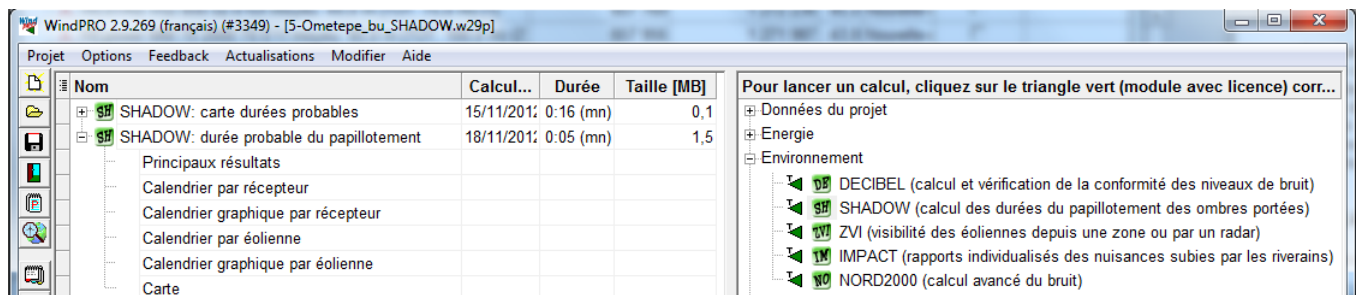 WindPRO 2.9.269 (français) (#3349) - [5-Ometepe_bu_SHADOW.w29p]
Projet Options Feedback Actualisations Modifier Aide
Nom Calcul... Durée Taille [MB]
SHADOW: carte durées probables 15/11/2012 0:16 (mn) 0,1
SHADOW: durée probable du papillotement 18/11/2012 0:05 (mn) 1,5
Principaux résultats
Calendrier par récepteur
Calendrier graphique par récepteur
Calendrier par éolienne
Calendrier graphique par éolienne
Carte
Pour lancer un calcul, cliquez sur le triangle vert (module avec licence) corr...
Données du projet
Energie
Environnement
DECIBEL (calcul et vérification de la conformité des niveaux de bruit)
SHADOW (calcul des durées du papillotement des ombres portées)
ZVI (visibilité des éoliennes depuis une zone ou par un radar)
IMPACT (rapports individualisés des nuisances subies par les riverains)
NORD2000 (calcul avancé du bruit)